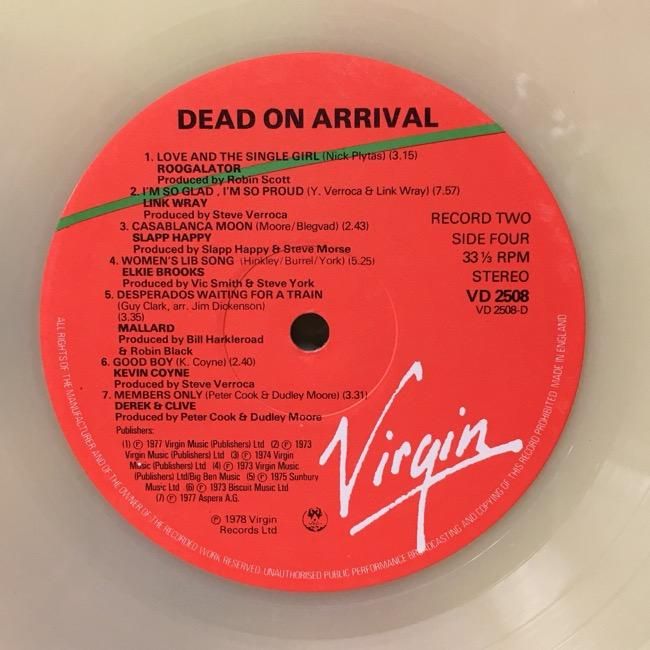 DEAD ON ARRIVAL
1. LOVE AND THE SINGLE GIRL (Nick Plytas) (3.15)
ROOGALATOR
Produced by Robin Scott
2. I'M SO GLAD , I'M SO PROUD (Y. Verroca & Link Wray) (7.57)
LINK WRAY
Produced by Steve Verroca
3. CASABLANCA MOON (Moore/Blegvad) (2.43)
SLAPP HAPPY
Produced by Slapp Happy & Steve Morse
4. WOMEN'S LIB SONG (Hinkley/Burrel/York) (5.25)
ELKIE BROOKS
Produced by Vic Smith & Steve York
5. DESPERADOS WAITING FOR A TRAIN
(Guy Clark, arr. Jim Dickenson)
(3.35)
MALLARD
Produced by Bill Harkleroad
& Robin Black
6. GOOD BOY (K. Coyne) (2.40)
KEVIN COYNE
Produced by Steve Verroca
7. MEMBERS ONLY (Peter Cook & Dudley Moore) (3.31)
DEREK & CLIVE
Produced by Peter Cook & Dudley Moore
Publishers:
(1) Ⓟ 1977 Virgin Music (Publishers) Ltd (2) Ⓟ 1973
Virgin Music (Publishers) Ltd (3) Ⓟ 1974 Virgin
Music (Publishers) Ltd (4) Ⓟ 1973 Virgin Music
(Publishers) Ltd/Big Ben Music (5) Ⓟ 1975 Sunbury
Music Ltd (6) Ⓟ 1973 Biscuit Music Ltd
(7) Ⓟ 1977 Aspera A.G.
Ⓟ 1978 Virgin
Records Ltd
RECORD TWO
SIDE FOUR
33 ⅓ RPM
STEREO
VD 2508
VD 2508-D
Virgin
ALL RIGHTS OF THE MANUFACTURER AND OF THE OWNER OF THE RECORDED WORK RESERVED. UNAUTHORISED PUBLIC PERFORMANCE BROADCASTING AND COPYING OF THIS RECORD PROHIBITED. MADE IN ENGLAND